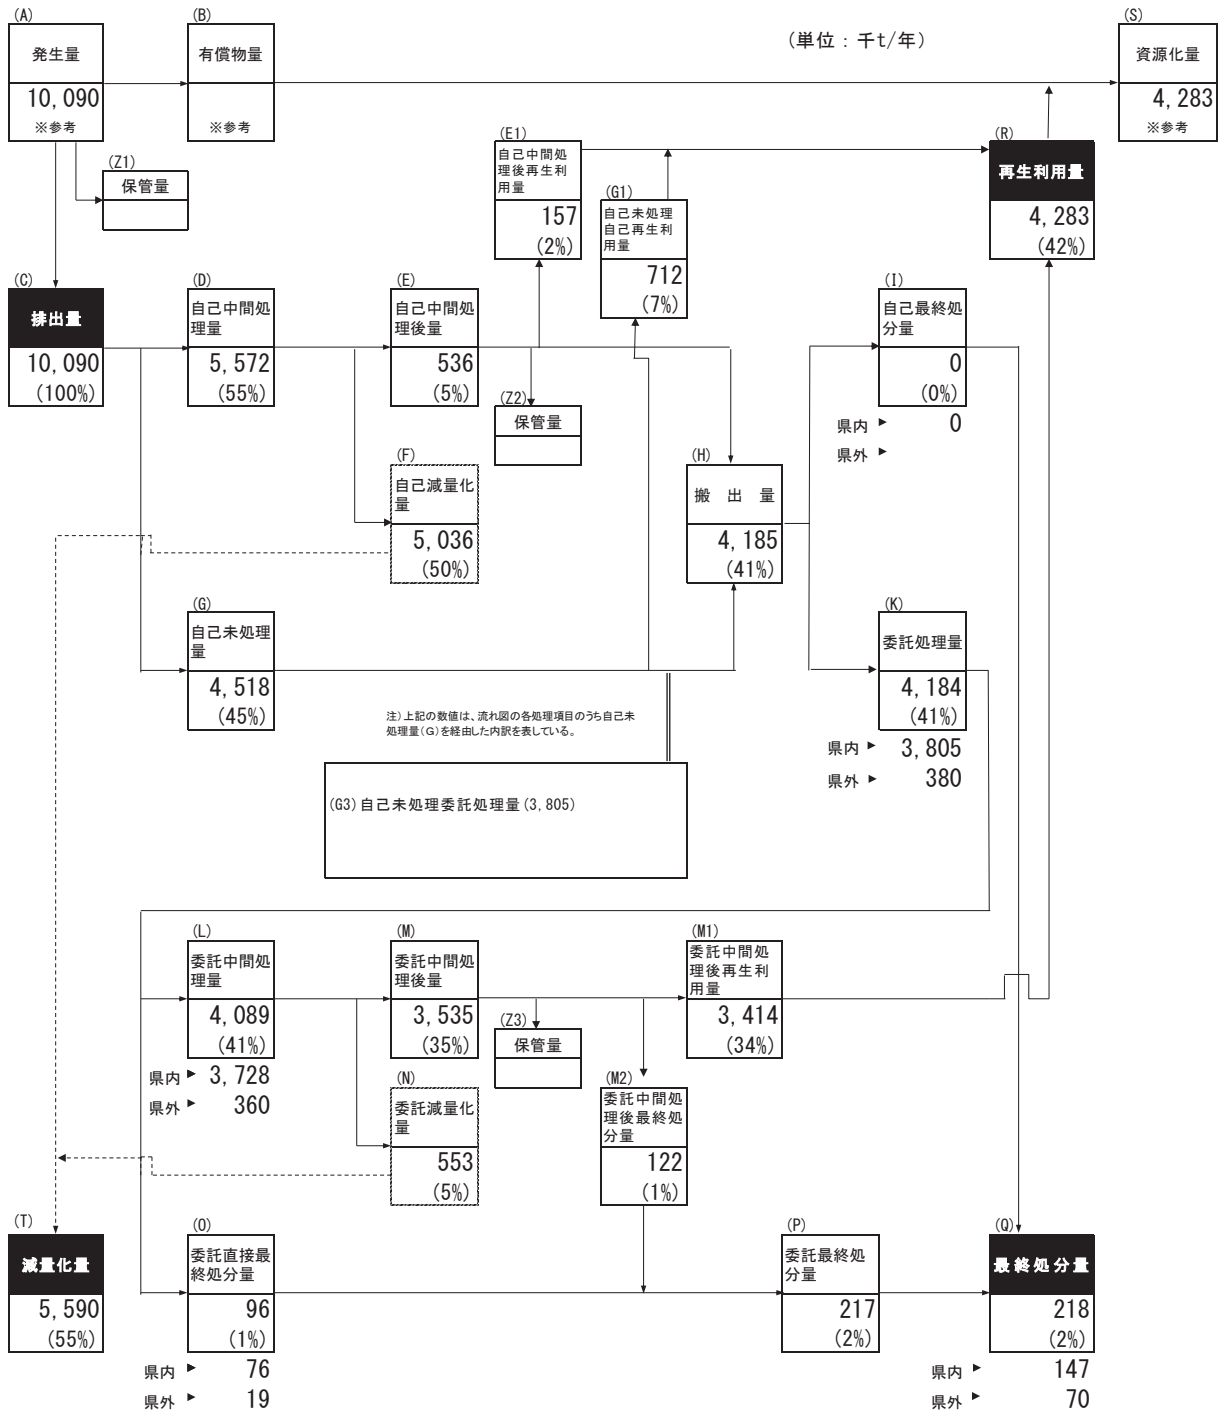 (A)
発生量
10,090
※参考
(B)
有償物量
※参考
(単位：千t/年)
(S)
資源化量
4,283
※参考
(Z1)
保管量
(E1)
自己中間処
理後再生利
用量
157
(2%)
(G1)
自己未処理
自己再生利
用量
712
(7%)
(R)
再生利用量
4,283
(42%)
(C)
排出量
10,090
(100%)
(D)
自己中間処
理量
5,572
(55%)
(E)
自己中間処
理後量
536
(5%)
(Z2)
保管量
(I)
自己最終処
分量
0
(0%)
県内 ▶ 0
県外 ▶
(F)
自己減量化
量
5,036
(50%)
(H)
搬 出 量
4,185
(41%)
(G)
自己未処理
量
4,518
(45%)
(K)
委託処理量
4,184
(41%)
県内 ▶ 3,805
県外 ▶ 380
注)上記の数値は、流れ図の各処理項目のうち自己未
処理量(G)を経由した内訳を表している。
(G3)自己未処理委託処理量(3,805)
(L)
委託中間処
理量
4,089
(41%)
県内 ▶ 3,728
県外 ▶ 360
(M)
委託中間処
理後量
3,535
(35%)
(Z3)
保管量
(M1)
委託中間処
理後再生利
用量
3,414
(34%)
(N)
委託減量化
量
553
(5%)
(M2)
委託中間処
理後最終処
分量
122
(1%)
(T)
減量化量
5,590
(55%)
(O)
委託直接最
終処分量
96
(1%)
県内 ▶ 76
県外 ▶ 19
(P)
委託最終処
分量
217
(2%)
(Q)
最終処分量
218
(2%)
県内 ▶ 147
県外 ▶ 70